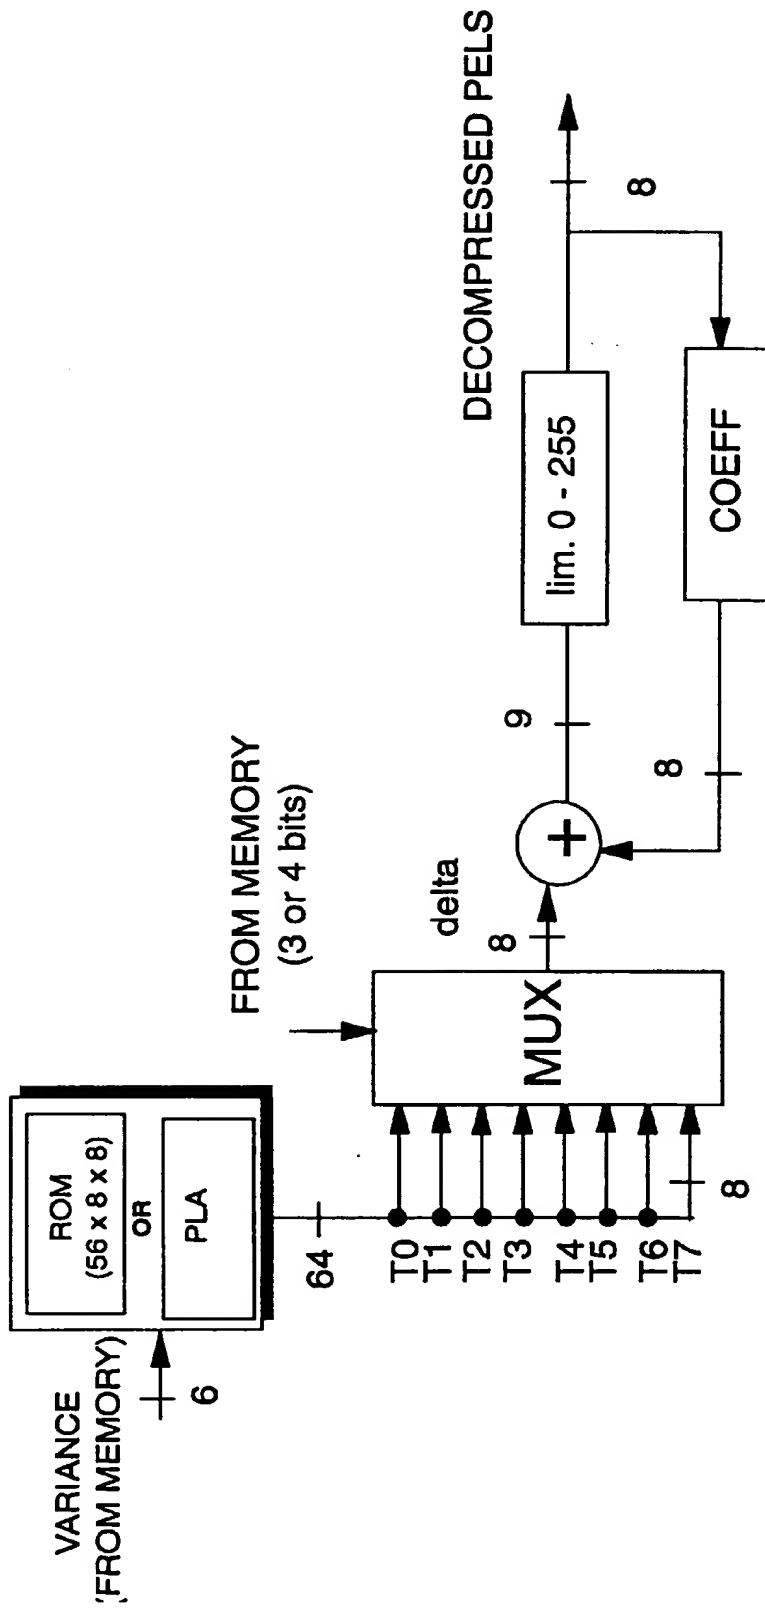 VARIANCE
(FROM MEMORY)
6
ROM
(56 x 8 x 8)
OR
PLA
64
T0
T1
T2
T3
T4
T5
T6
T7
8
FROM MEMORY
(3 or 4 bits)
MUX
8
delta
+
9
lim. 0 - 255
DECOMPRESSED PELS
8
COEFF
8